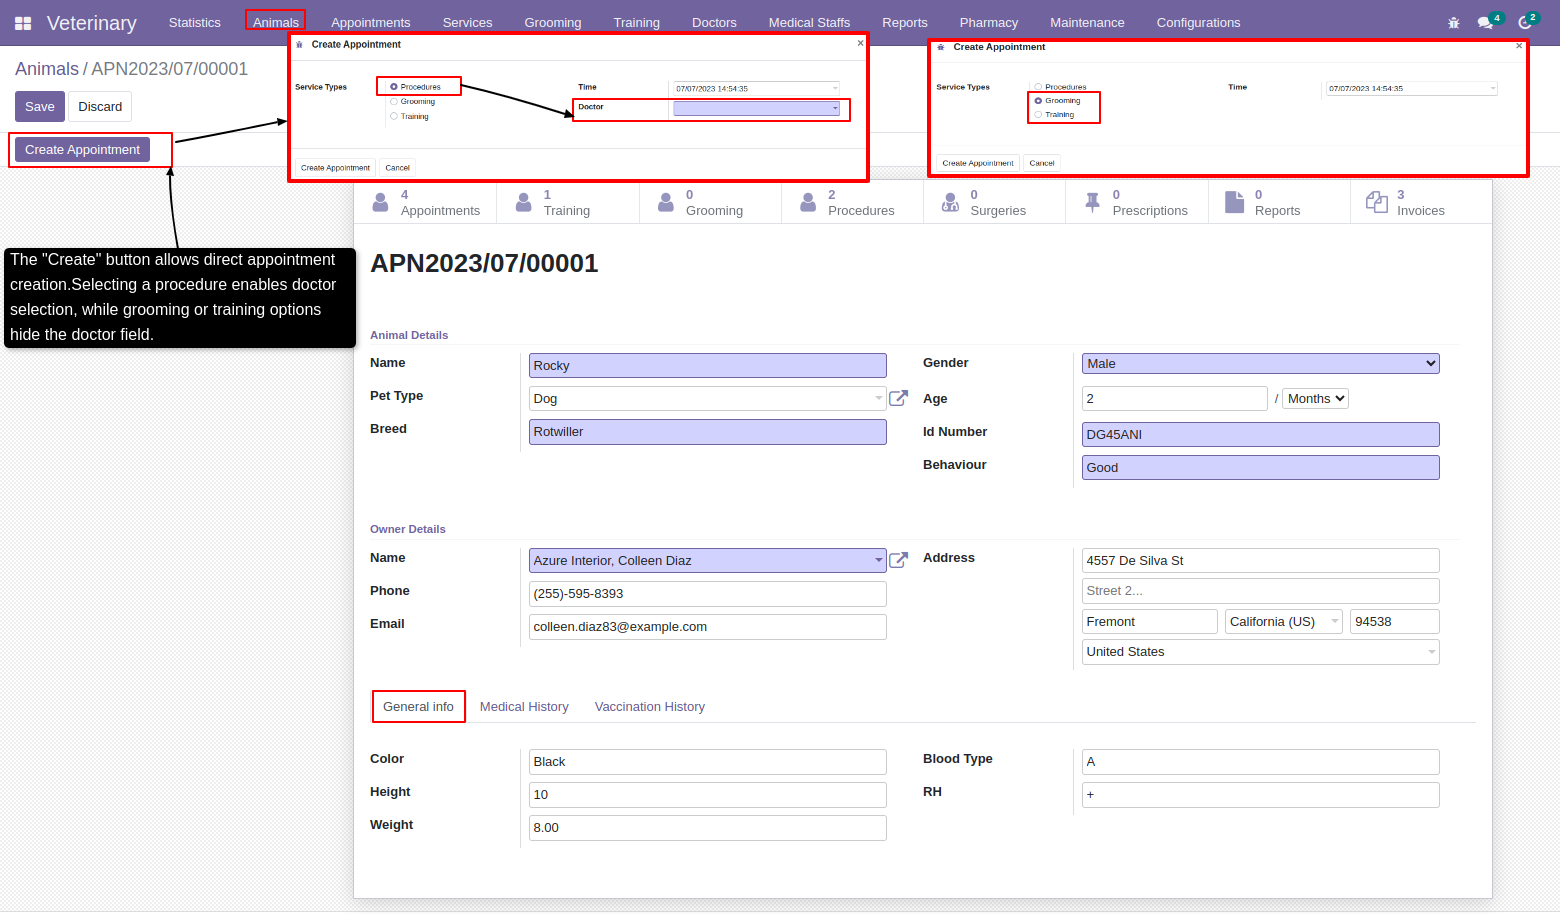 Veterinary Statistics Animals Appointments Services Grooming Training Doctors Medical Staffs Reports Pharmacy Maintenance Configurations 4 2
Animals / APN2023/07/00001
Save Discard
Create Appointment
Create Appointment ×
Service Types Procedures Time 07/07/2023 14:54:35
Grooming Doctor
Training
Create Appointment Cancel
Create Appointment ×
Service Types Procedures Time 07/07/2023 14:54:35
Grooming
Training
Create Appointment Cancel
The "Create" button allows direct appointment
creation.Selecting a procedure enables doctor
selection, while grooming or training options
hide the doctor field.
4 Appointments
1 Training
0 Grooming
2 Procedures
0 Surgeries
0 Prescriptions
0 Reports
3 Invoices
APN2023/07/00001
Animal Details
Name Rocky Gender Male
Pet Type Dog Age 2 / Months
Breed Rotwiller Id Number DG45ANI
Behaviour Good
Owner Details
Name Azure Interior, Colleen Diaz Address 4557 De Silva St
Phone (255)-595-8393 Street 2...
Email colleen.diaz83@example.com Fremont California (US) 94538
United States
General info Medical History Vaccination History
Color Black Blood Type A
Height 10 RH +
Weight 8.00